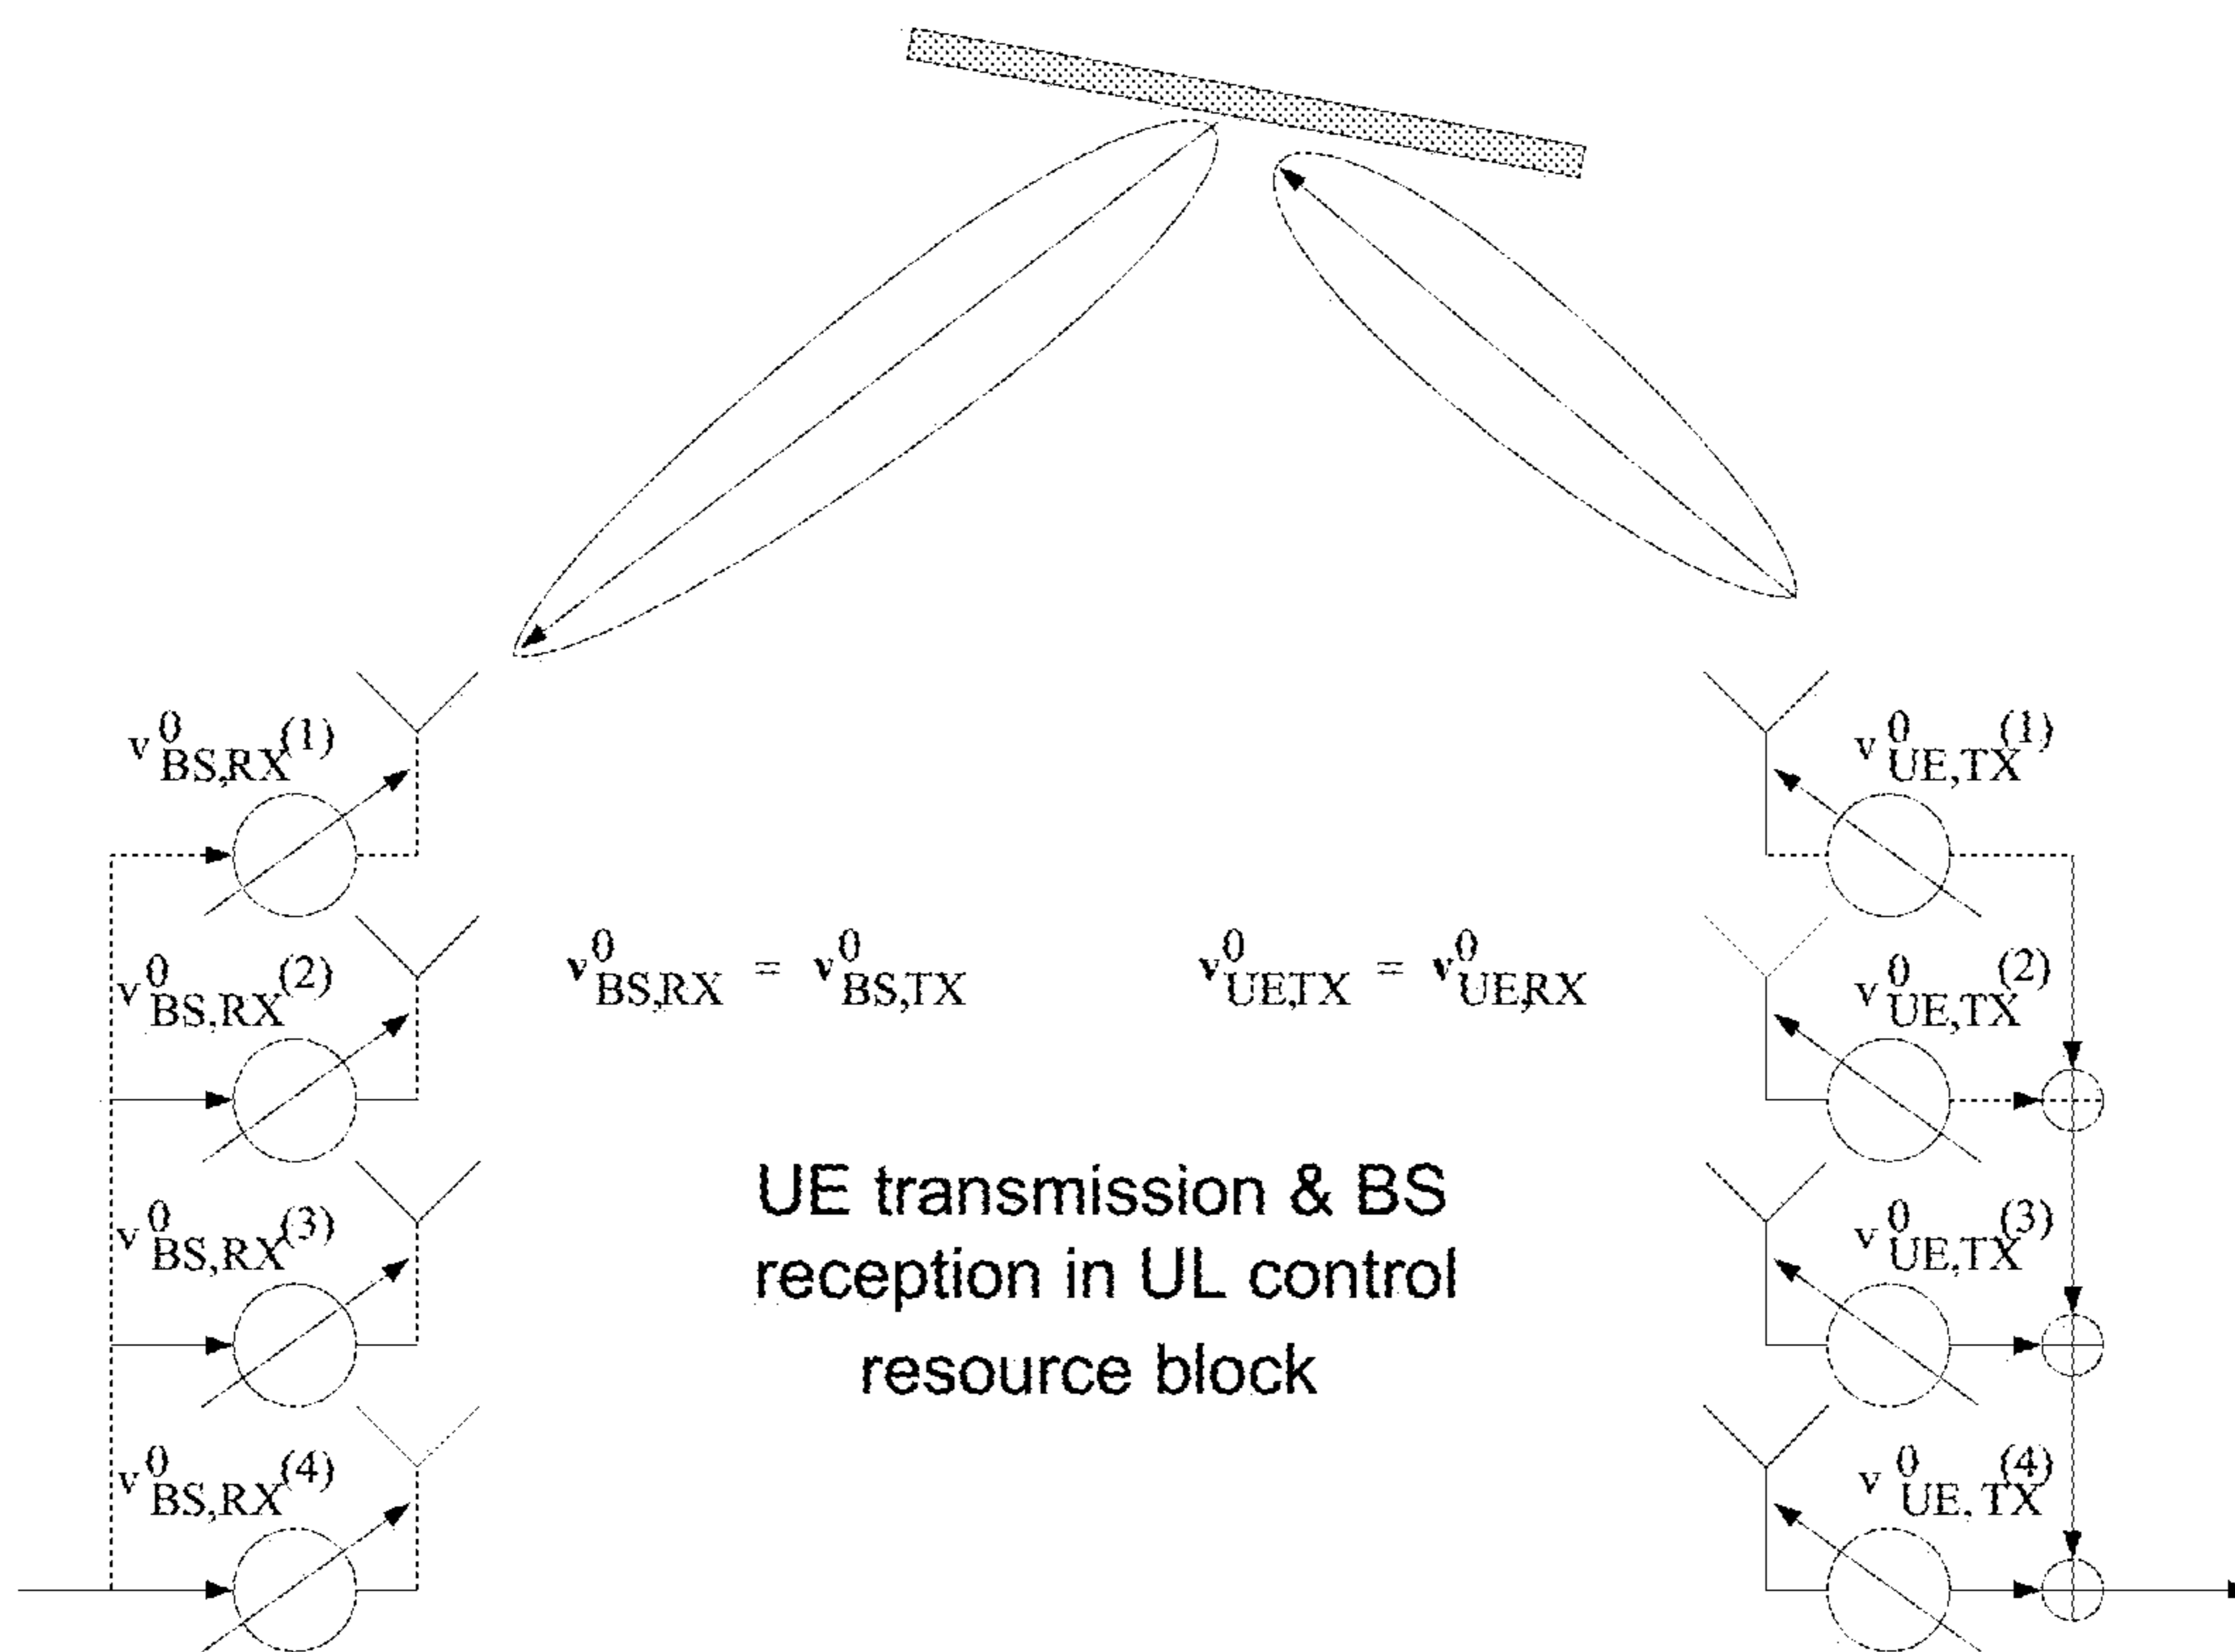 v⁰BS,RX(1)
v⁰UE,TX(1)
v⁰BS,RX(2)
v⁰BS,RX = v⁰BS,TX
v⁰UE,TX = v⁰UE,RX
v⁰UE,TX(2)
UE transmission & BS
reception in UL control
resource block
v⁰BS,RX(3)
v⁰UE,TX(3)
v⁰BS,RX(4)
v⁰UE,TX(4)